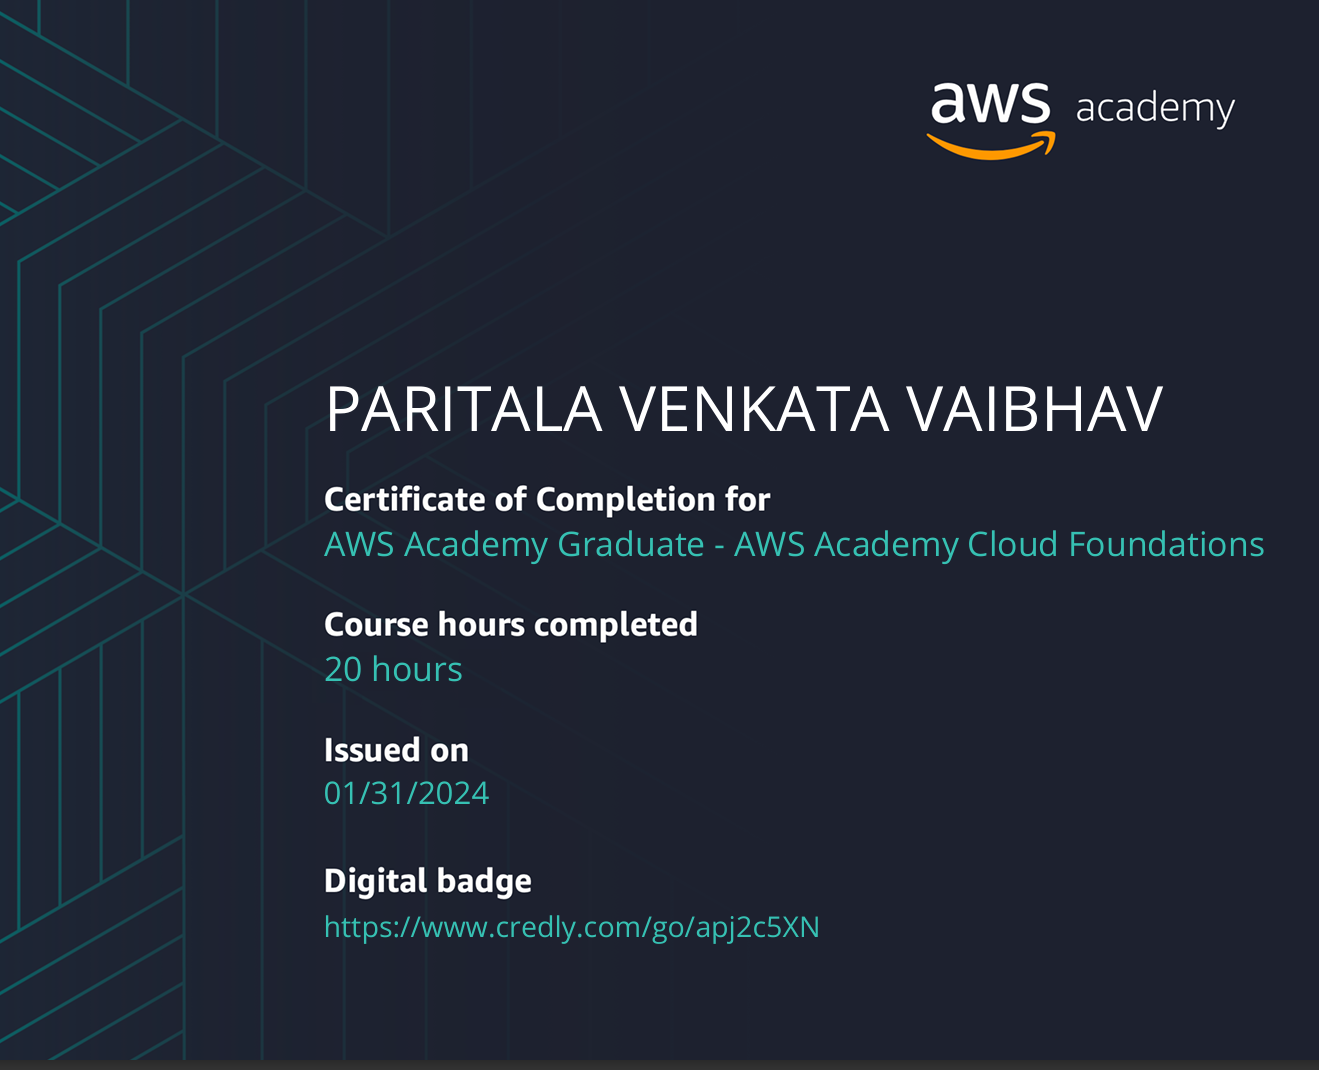 aws academy
PARITALA VENKATA VAIBHAV
Certificate of Completion for
AWS Academy Graduate - AWS Academy Cloud Foundations
Course hours completed
20 hours
Issued on
01/31/2024
Digital badge
https://www.credly.com/go/apj2c5XN